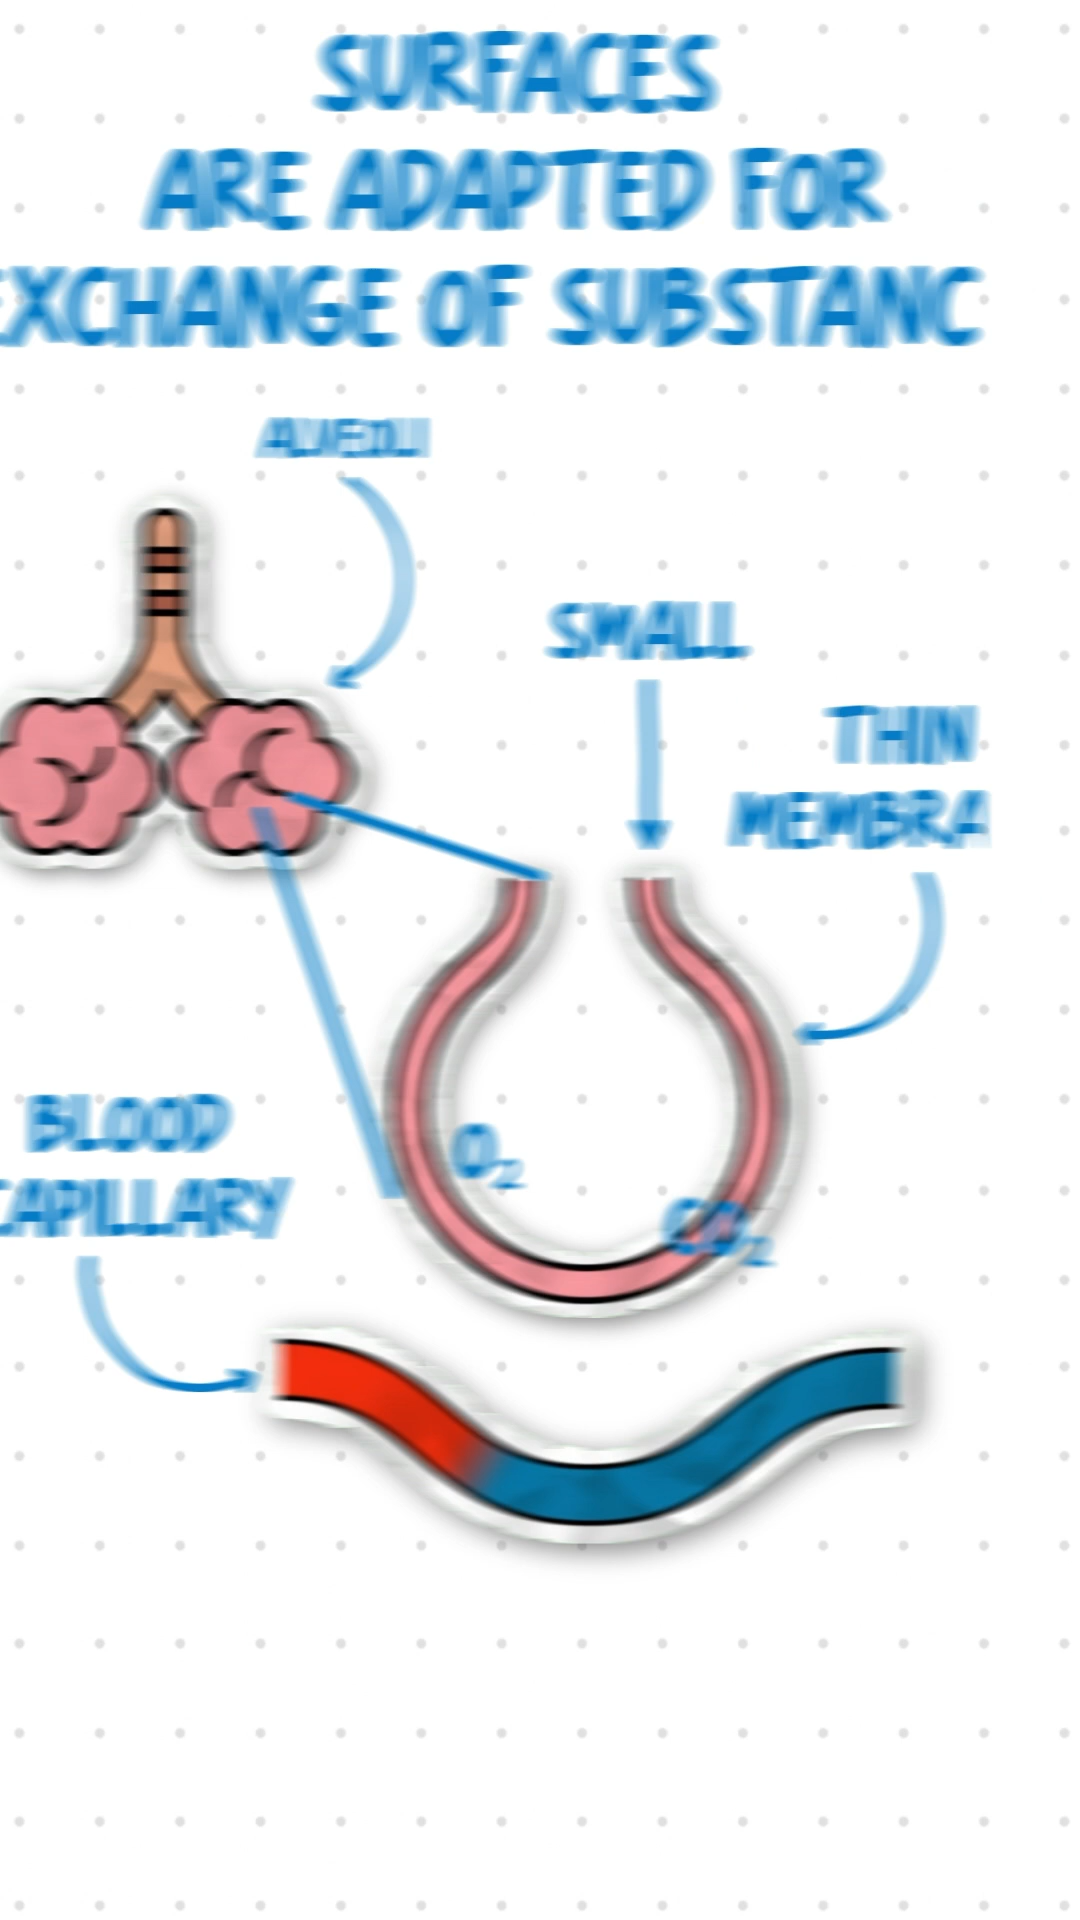 SURFACES
ARE ADAPTED FOR
EXCHANGE OF SUBSTANC
ALVEOLI
SMALL
THIN
MEMBRA
BLOOD
CAPILLARY
O₂
CO₂